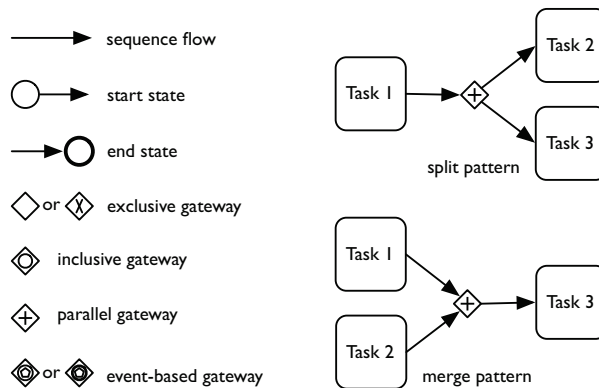 sequence flow
start state
end state
or X exclusive gateway
inclusive gateway
+ parallel gateway
or event-based gateway
Task 1
+
Task 2
Task 3
split pattern
Task 1
Task 2
+
Task 3
merge pattern